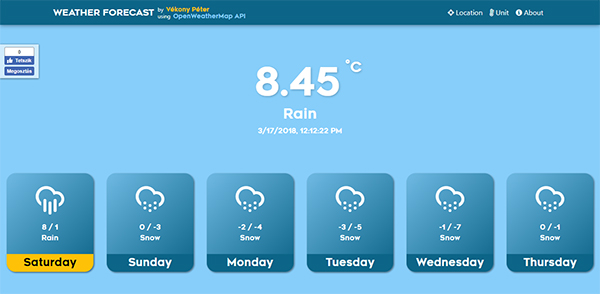 WEATHER FORECAST by Vékony Péter
using OpenWeatherMap API
Location Unit About
0
Tetszik
Megosztás
8.45 °C
Rain
3/17/2018, 12:12:22 PM
8 / 1
Rain
Saturday
0 / -3
Snow
Sunday
-2 / -4
Snow
Monday
-3 / -5
Snow
Tuesday
-1 / -7
Snow
Wednesday
0 / -1
Snow
Thursday